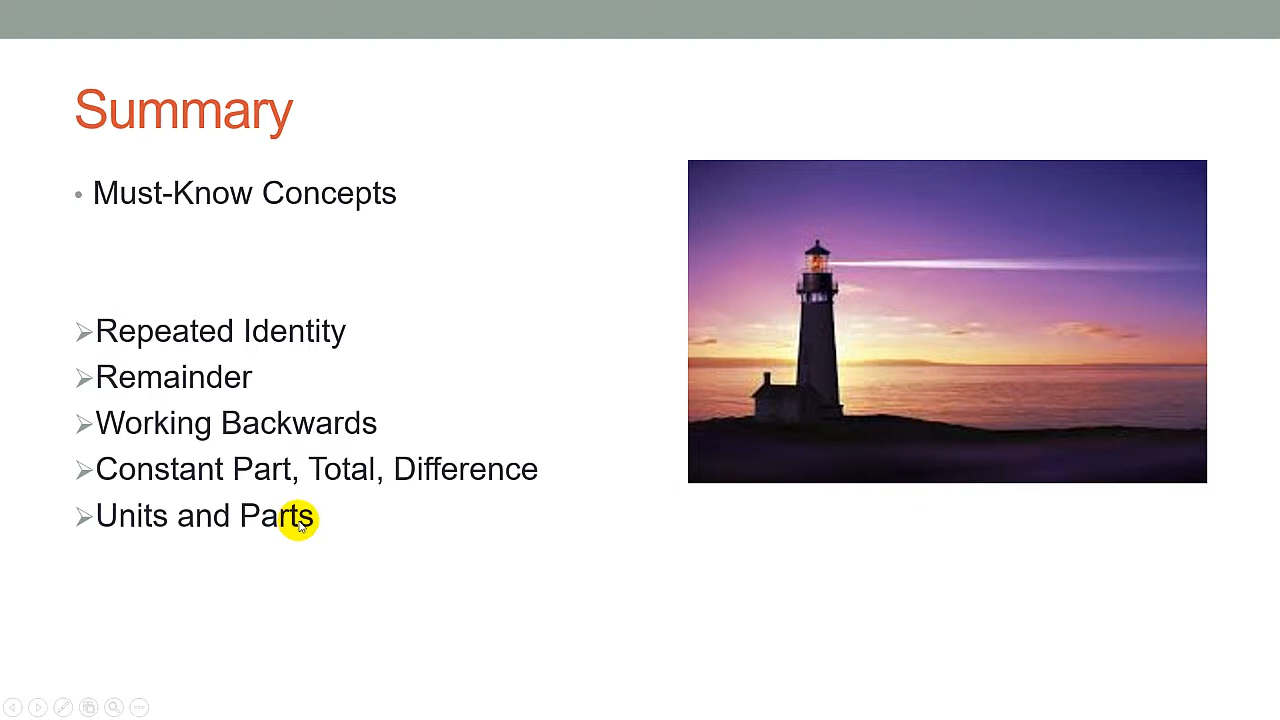 Summary
• Must-Know Concepts
➢Repeated Identity
➢Remainder
➢Working Backwards
➢Constant Part, Total, Difference
➢Units and Parts